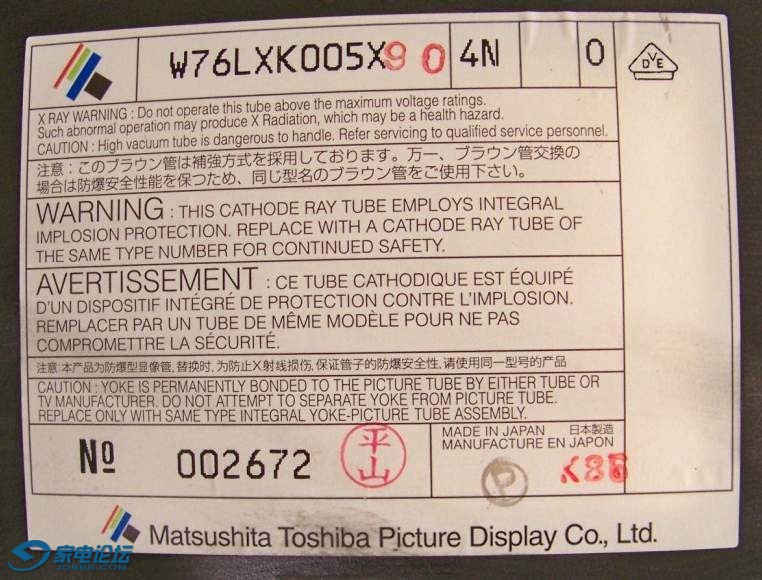 W76LXK005X90 4N 0
DVE
X RAY WARNING : Do not operate this tube above the maximum voltage ratings.
Such abnormal operation may produce X Radiation, which may be a health hazard.
CAUTION : High vacuum tube is dangerous to handle. Refer servicing to qualified service personnel.
注意：このブラウン管は補強方式を採用しております。万一、ブラウン管交換の
場合は防爆安全性能を保つため、同じ型名のブラウン管をご使用下さい。
WARNING : THIS CATHODE RAY TUBE EMPLOYS INTEGRAL
IMPLOSION PROTECTION. REPLACE WITH A CATHODE RAY TUBE OF
THE SAME TYPE NUMBER FOR CONTINUED SAFETY.
AVERTISSEMENT : CE TUBE CATHODIQUE EST ÉQUIPÉ
D'UN DISPOSITIF INTÉGRÉ DE PROTECTION CONTRE L'IMPLOSION.
REMPLACER PAR UN TUBE DE MÊME MODÈLE POUR NE PAS
COMPROMETTRE LA SÉCURITÉ.
注意:本产品为防爆型显像管, 替换时, 为防止X射线损伤, 保证管子的防爆安全性, 请使用同一型号的产品
CAUTION : YOKE IS PERMANENTLY BONDED TO THE PICTURE TUBE BY EITHER TUBE OR
TV MANUFACTURER. DO NOT ATTEMPT TO SEPARATE YOKE FROM PICTURE TUBE.
REPLACE ONLY WITH SAME TYPE INTEGRAL YOKE-PICTURE TUBE ASSEMBLY.
№ 002672
平山
MADE IN JAPAN 日本製造
MANUFACTURE EN JAPON
P
Matsushita Toshiba Picture Display Co., Ltd.
家电论坛
JDBBS.COM